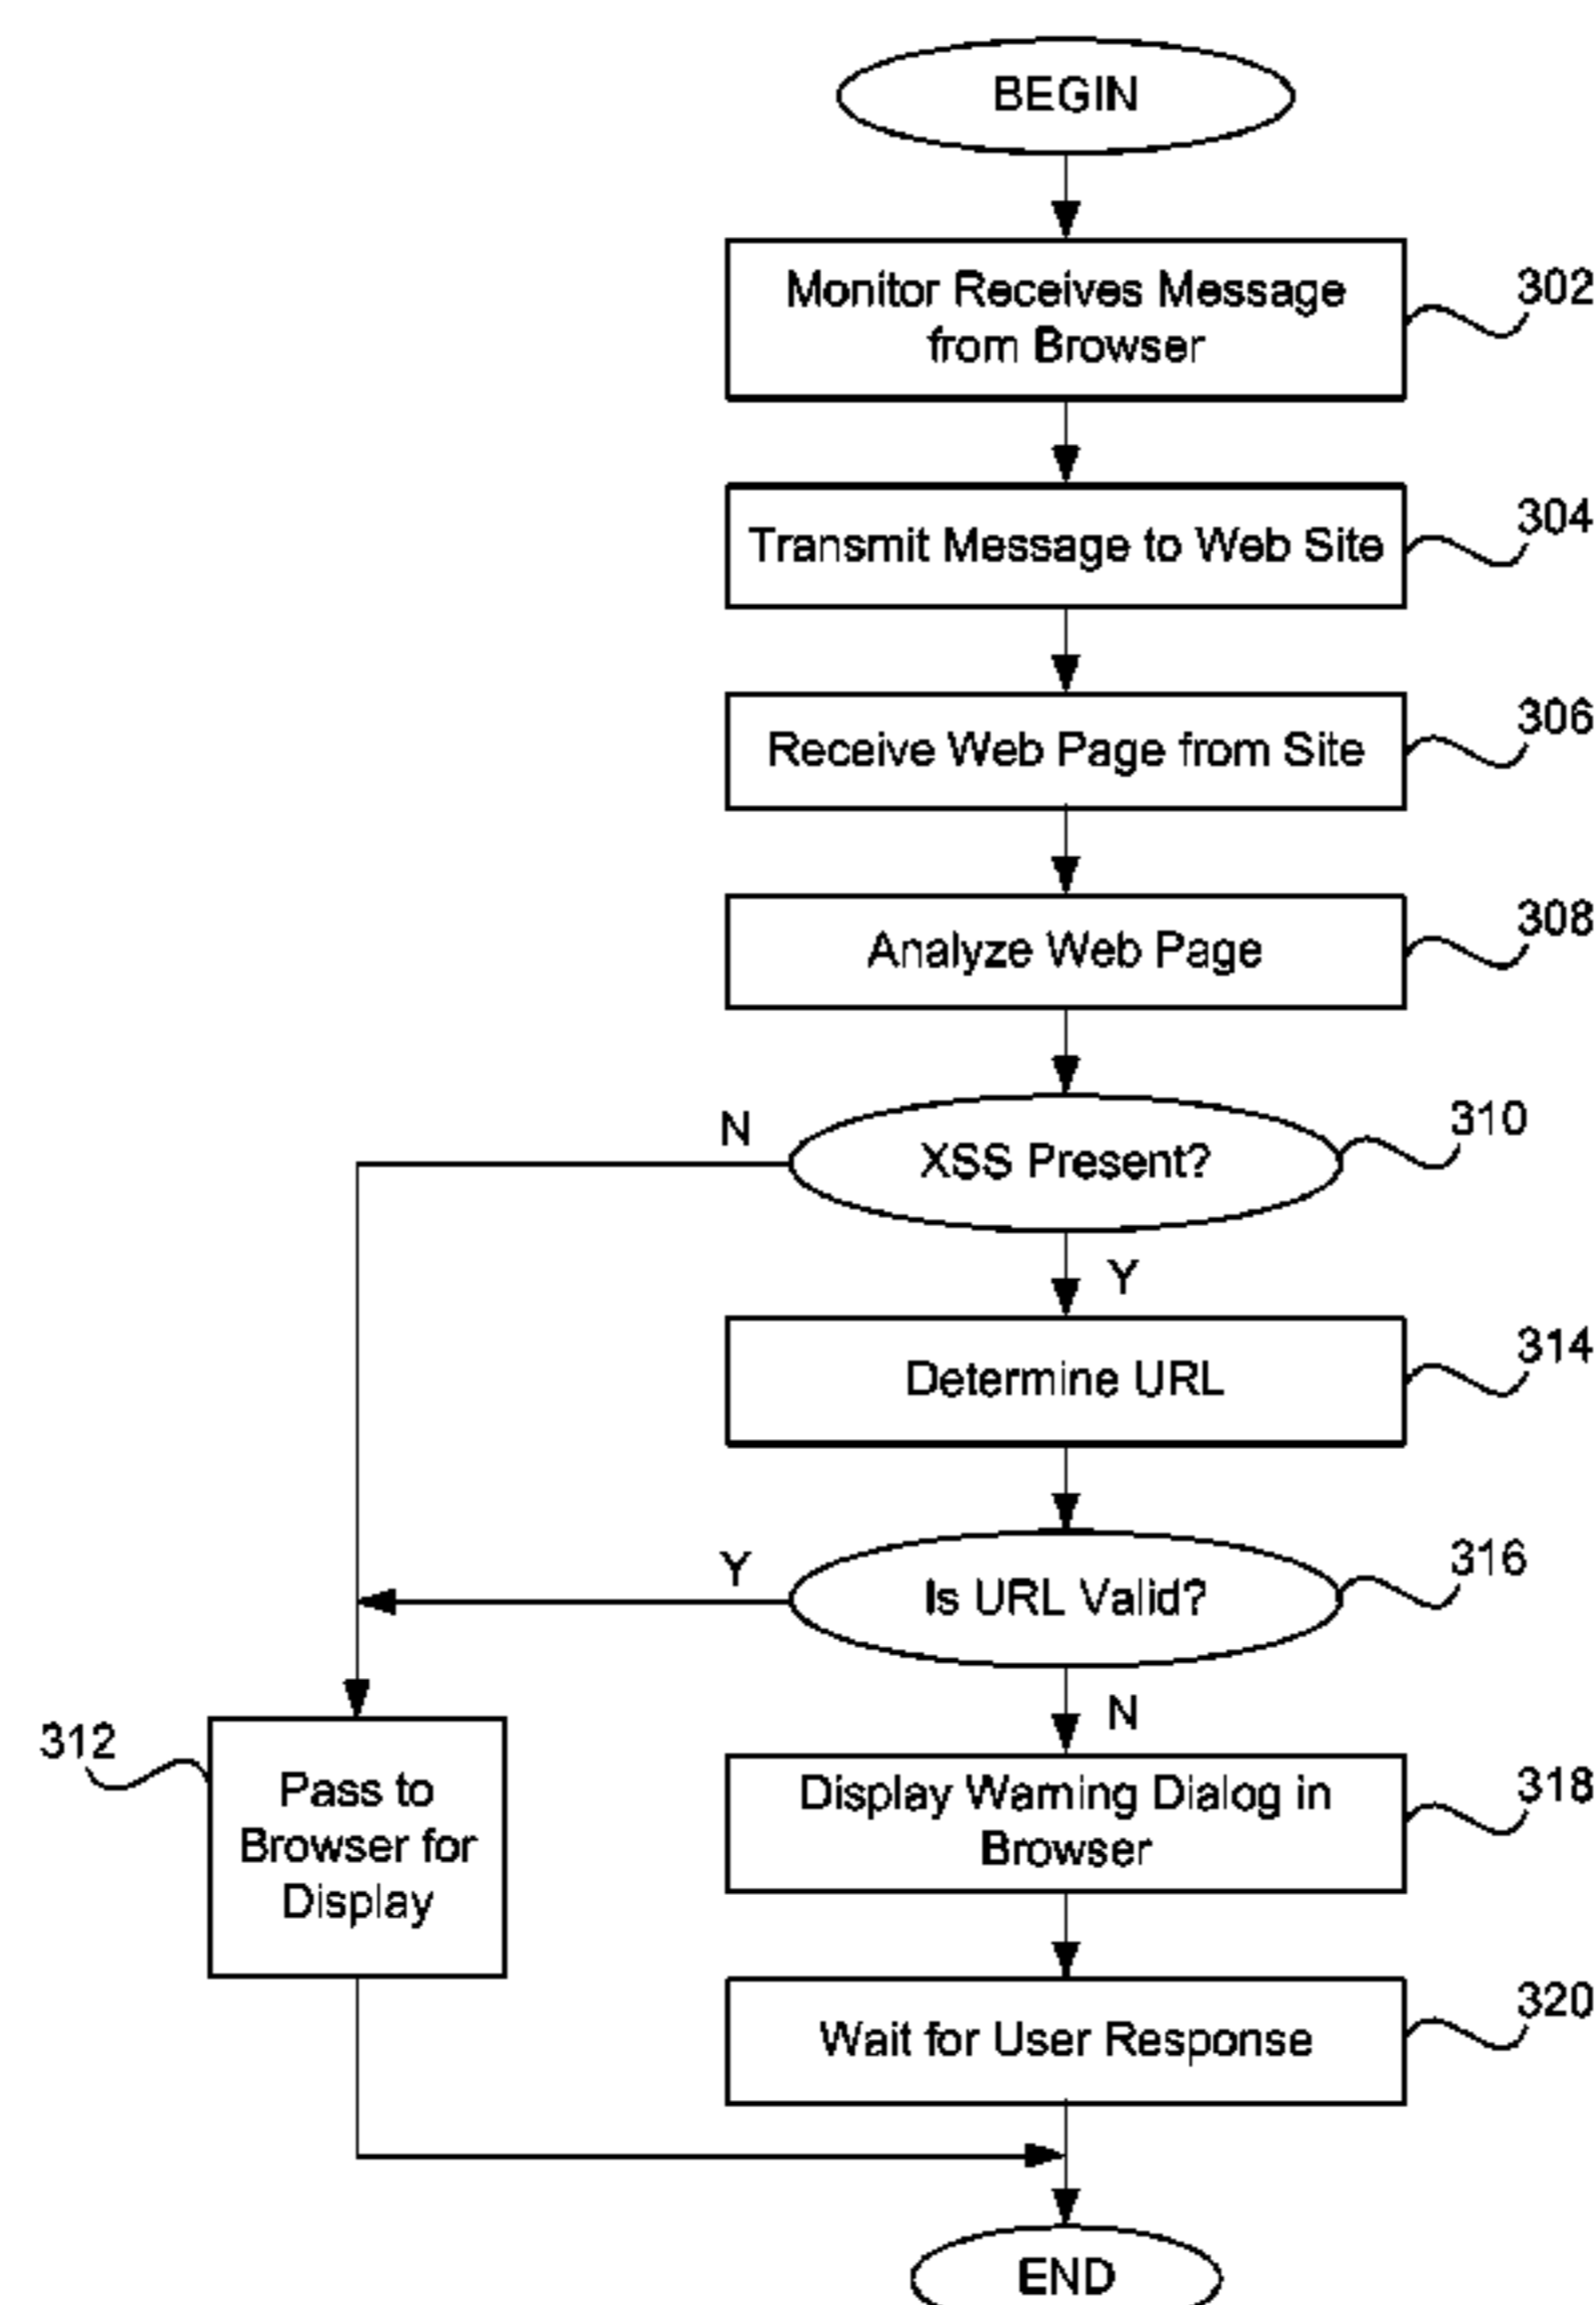 BEGIN
Monitor Receives Message
from Browser
302
Transmit Message to Web Site
304
Receive Web Page from Site
306
Analyze Web Page
308
N
XSS Present?
310
Y
Determine URL
314
Y
Is URL Valid?
316
N
312
Pass to
Browser for
Display
Display Warning Dialog in
Browser
318
Wait for User Response
320
END